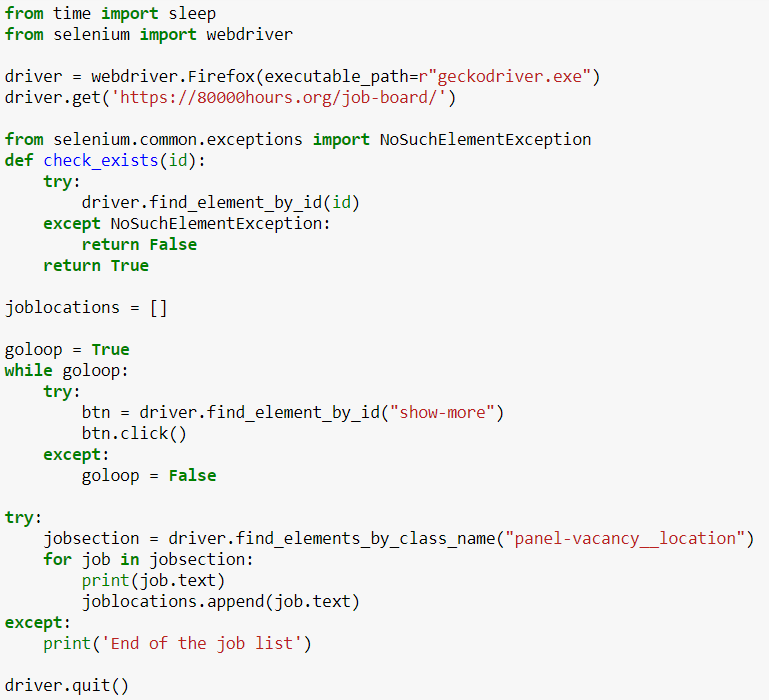 from time import sleep
from selenium import webdriver

driver = webdriver.Firefox(executable_path=r"geckodriver.exe")
driver.get('https://80000hours.org/job-board/')

from selenium.common.exceptions import NoSuchElementException
def check_exists(id):
    try:
        driver.find_element_by_id(id)
    except NoSuchElementException:
        return False
    return True

joblocations = []

goloop = True
while goloop:
    try:
        btn = driver.find_element_by_id("show-more")
        btn.click()
    except:
        goloop = False

try:
    jobsection = driver.find_elements_by_class_name("panel-vacancy__location")
    for job in jobsection:
        print(job.text)
        joblocations.append(job.text)
except:
    print('End of the job list')

driver.quit()